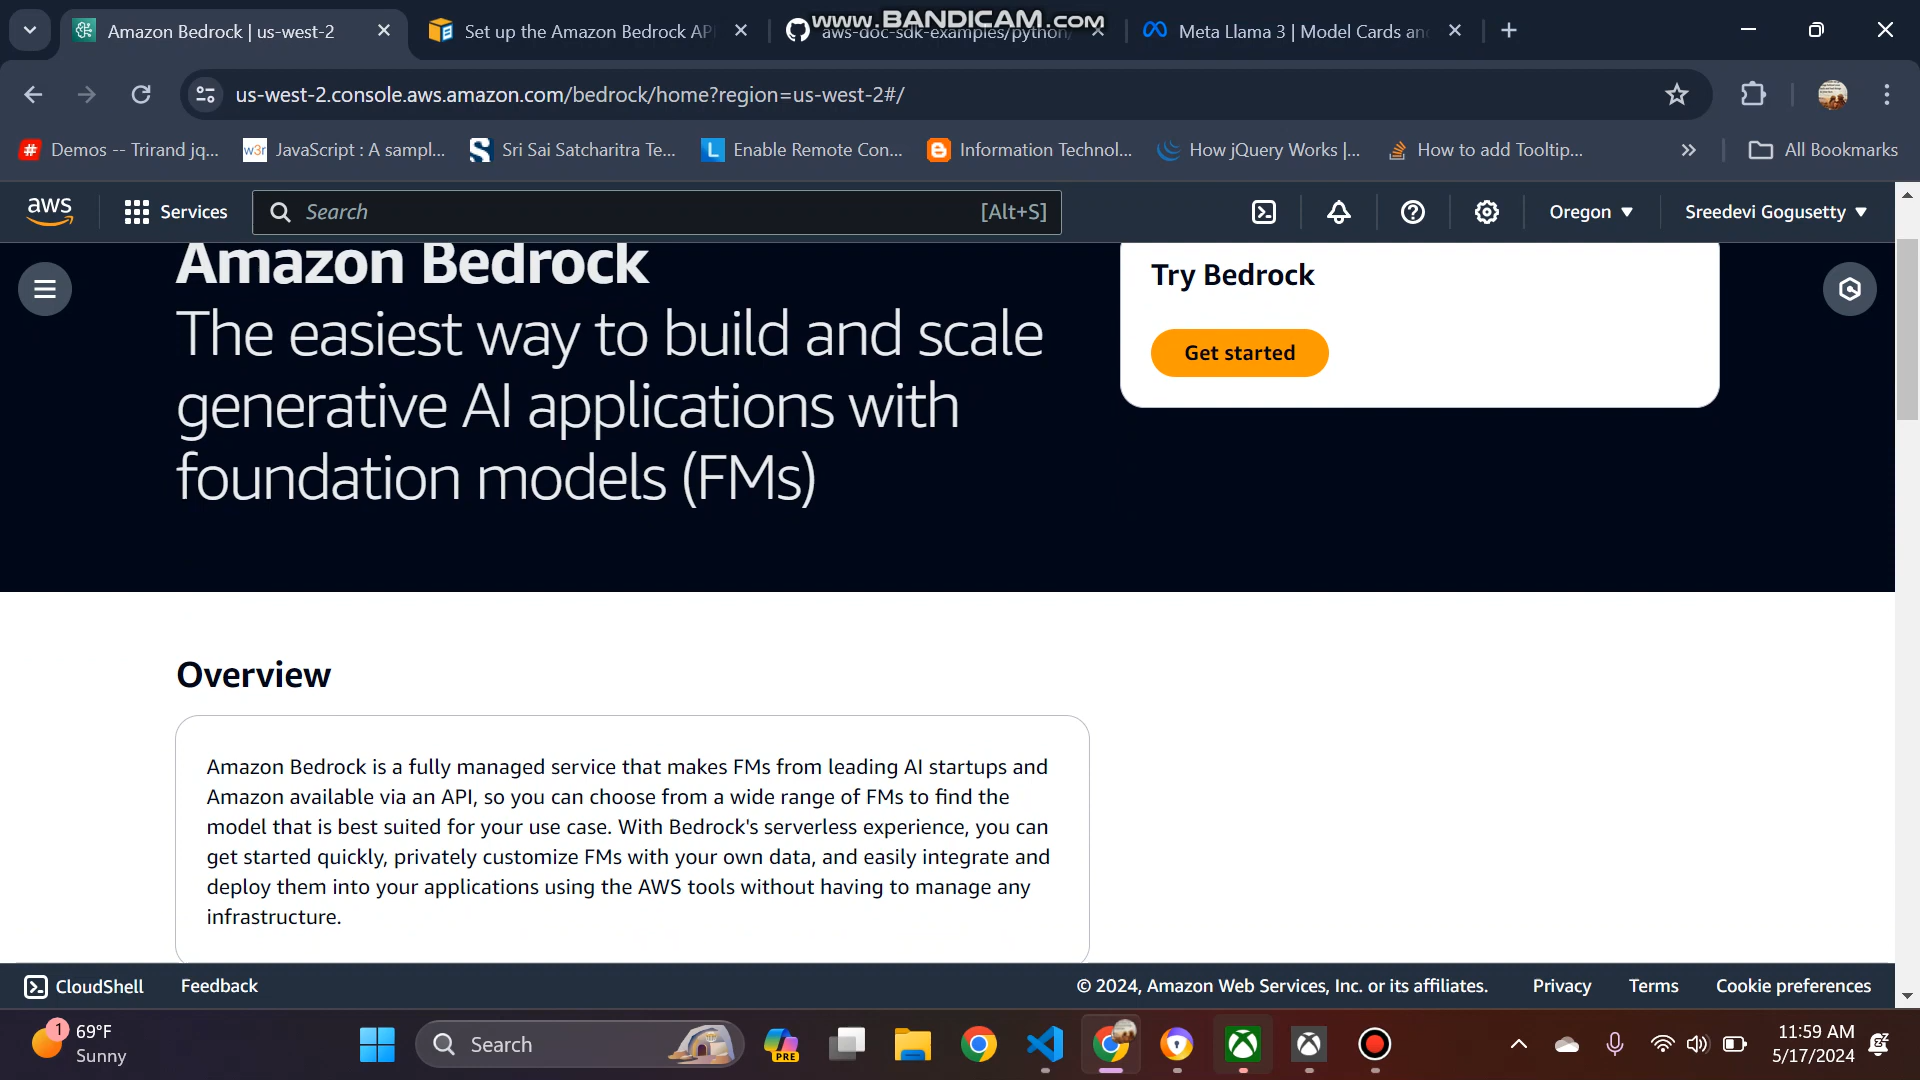 Amazon Bedrock | us-west-2
Set up the Amazon Bedrock AP
aws-doc-sdk-examples/python/
Meta Llama 3 | Model Cards an
www.BANDICAM.com
us-west-2.console.aws.amazon.com/bedrock/home?region=us-west-2#/
Demos -- Trirand jq...
w3r
JavaScript : A sampl...
Sri Sai Satcharitra Te...
L
Enable Remote Con...
Information Technol...
How jQuery Works |...
How to add Tooltip...
All Bookmarks
aws
Services
Search
[Alt+S]
Oregon
Sreedevi Gogusetty
Amazon Bedrock
The easiest way to build and scale
generative AI applications with
foundation models (FMs)
Try Bedrock
Get started
Overview
Amazon Bedrock is a fully managed service that makes FMs from leading AI startups and
Amazon available via an API, so you can choose from a wide range of FMs to find the
model that is best suited for your use case. With Bedrock's serverless experience, you can
get started quickly, privately customize FMs with your own data, and easily integrate and
deploy them into your applications using the AWS tools without having to manage any
infrastructure.
CloudShell
Feedback
© 2024, Amazon Web Services, Inc. or its affiliates.
Privacy
Terms
Cookie preferences
1
69°F
Sunny
Search
PRE
11:59 AM
5/17/2024